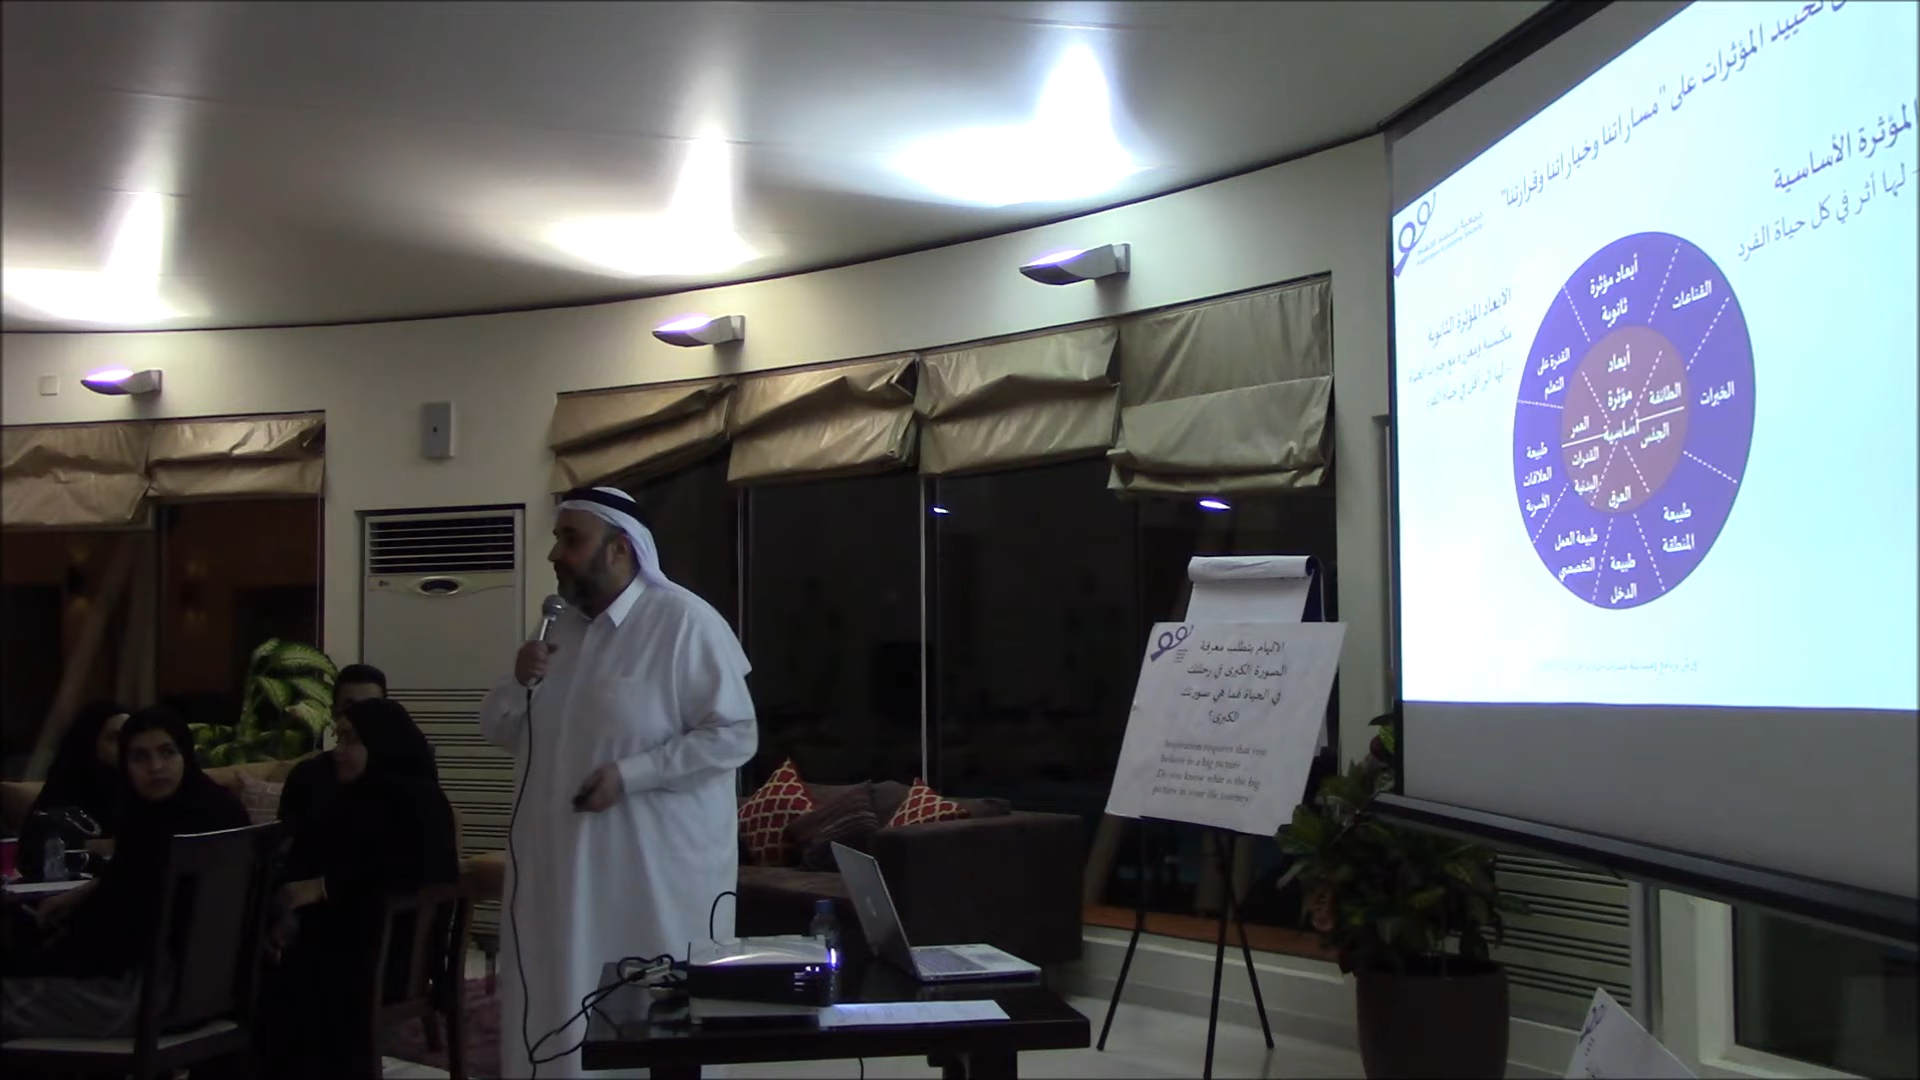 تحييد المؤثرات على "مساراتنا وخياراتنا وقرارتنا"
المؤثرة الأساسية
- لها أثر في كل حياة الفرد
الأبعاد المؤثرة الثانوية
أبعاد مؤثرة
ثانوية
القناعات
الخبرات
طبيعة
المنطقة
طبيعة
الدخل
طبيعة العمل
التخصصي
طبيعة
العلاقات
الأسرية
القدرة على
التعلم
أبعاد
مؤثرة
أساسية
الطائفة
الجنس
العرق
القدرات
البدنية
العمر
الالهام يتطلب معرفة
الصورة الكبرى في رحلتك
في الحياة فما هي صورتك
الكبرى؟
Inspiration requires that you
believe in a big picture ...
Do you know what is the big
picture in your life journey?